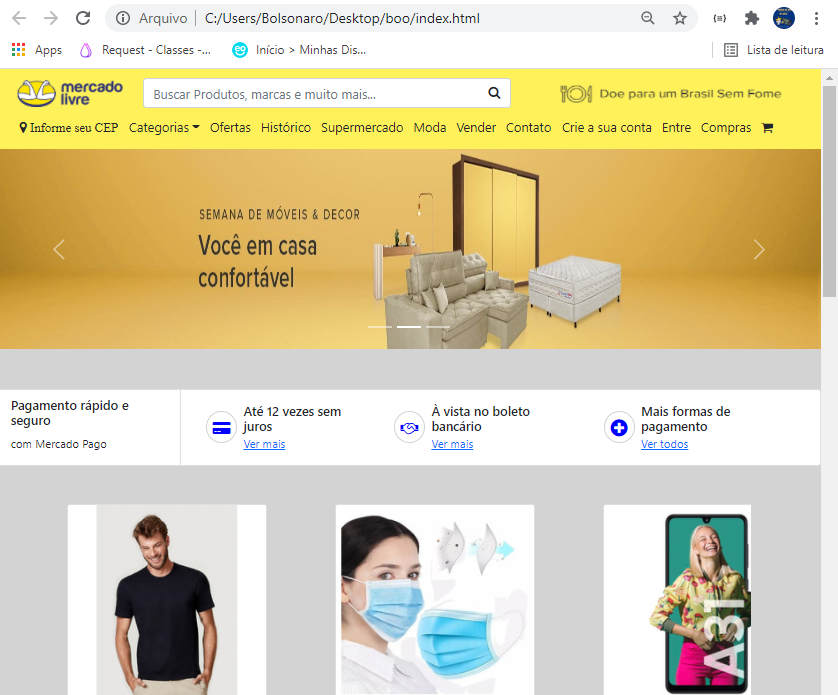 Arquivo
C:/Users/Bolsonaro/Desktop/boo/index.html
Apps
Request - Classes -...
Início > Minhas Dis...
Lista de leitura
mercado
livre
Buscar Produtos, marcas e muito mais...
Doe para um Brasil Sem Fome
Informe seu CEP Categorias Ofertas Histórico Supermercado Moda Vender Contato Crie a sua conta Entre Compras
SEMANA DE MÓVEIS & DECOR
Você em casa
confortável
Pagamento rápido e
seguro
com Mercado Pago
Até 12 vezes sem
juros
Ver mais
À vista no boleto
bancário
Ver mais
Mais formas de
pagamento
Ver todos
A31